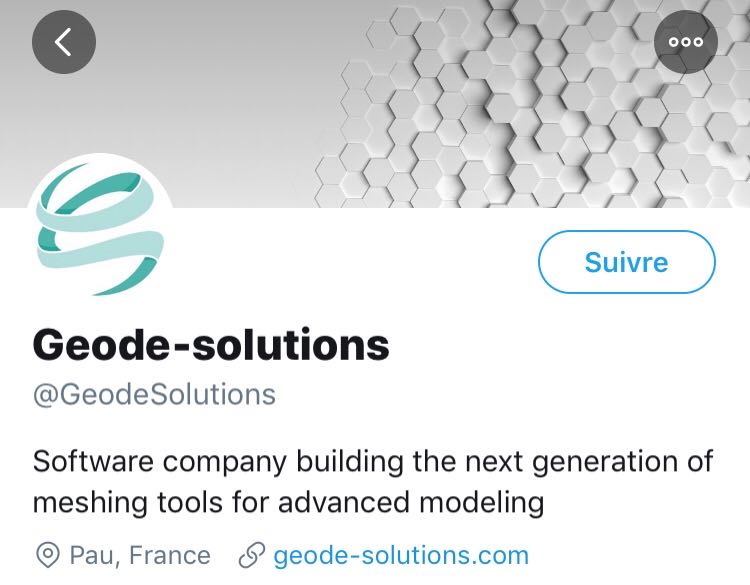 Suivre
Geode-solutions
@GeodeSolutions
Software company building the next generation of
meshing tools for advanced modeling
Pau, France geode-solutions.com